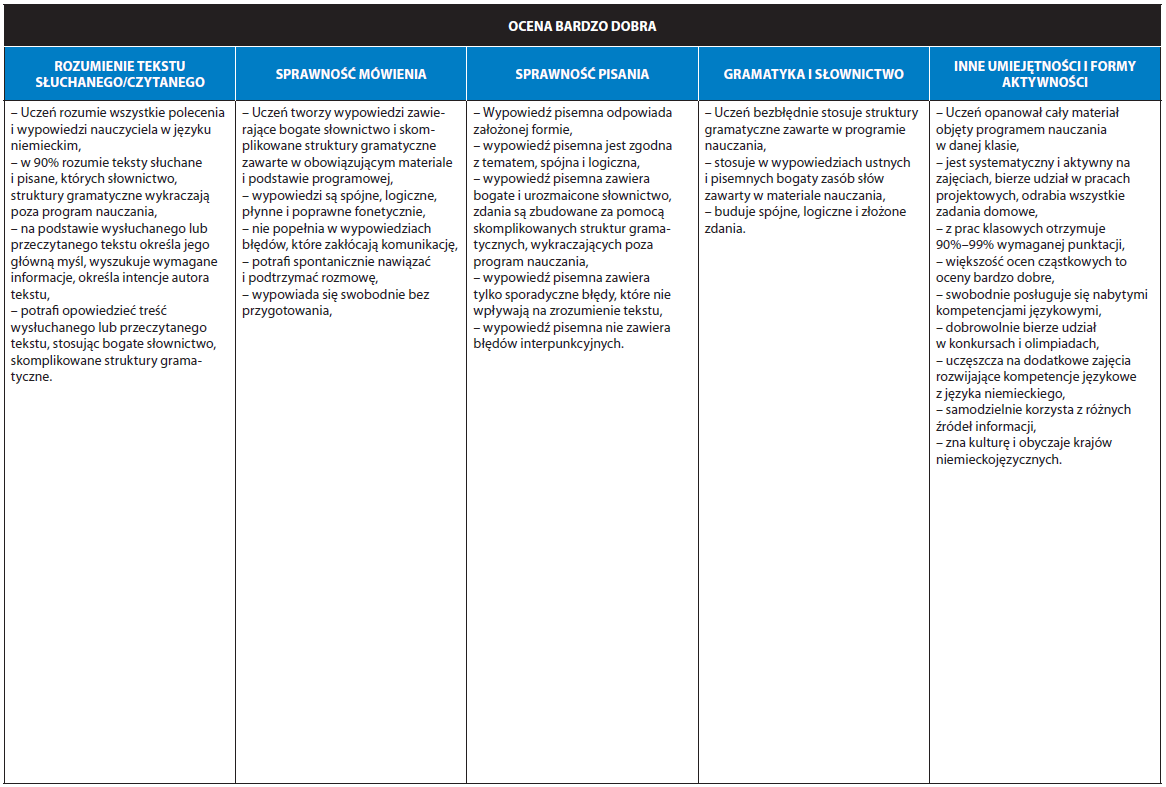 OCENA BARDZO DOBRA
ROZUMIENIE TEKSTU
SŁUCHANEGO/CZYTANEGO
SPRAWNOŚĆ MÓWIENIA
SPRAWNOŚĆ PISANIA
GRAMATYKA I SŁOWNICTWO
INNE UMIEJĘTNOŚCI I FORMY
AKTYWNOŚCI
– Uczeń rozumie wszystkie polecenia
i wypowiedzi nauczyciela w języku
niemieckim,
– w 90% rozumie teksty słuchane
i pisane, których słownictwo,
struktury gramatyczne wykraczają
poza program nauczania,
– na podstawie wysłuchanego lub
przeczytanego tekstu określa jego
główną myśl, wyszukuje wymagane
informacje, określa intencje autora
tekstu,
– potrafi opowiedzieć treść
wysłuchanego lub przeczytanego
tekstu, stosując bogate słownictwo,
skomplikowane struktury grama-
tyczne.
– Uczeń tworzy wypowiedzi zawie-
rające bogate słownictwo i skom-
plikowane struktury gramatyczne
zawarte w obowiązującym materiale
i podstawie programowej,
– wypowiedzi są spójne, logiczne,
płynne i poprawne fonetycznie,
– nie popełnia w wypowiedziach
błędów, które zakłócają komunikację,
– potrafi spontanicznie nawiązać
i podtrzymać rozmowę,
– wypowiada się swobodnie bez
przygotowania,
– Wypowiedź pisemna odpowiada
założonej formie,
– wypowiedź pisemna jest zgodna
z tematem, spójna i logiczna,
– wypowiedź pisemna zawiera
bogate i urozmaicone słownictwo,
zdania są zbudowane za pomocą
skomplikowanych struktur grama-
tycznych, wykraczających poza
program nauczania,
– wypowiedź pisemna zawiera
tylko sporadyczne błędy, które nie
wpływają na zrozumienie tekstu,
– wypowiedź pisemna nie zawiera
błędów interpunkcyjnych.
– Uczeń bezbłędnie stosuje struktury
gramatyczne zawarte w programie
nauczania,
– stosuje w wypowiedziach ustnych
i pisemnych bogaty zasób słów
zawarty w materiale nauczania,
– buduje spójne, logiczne i złożone
zdania.
– Uczeń opanował cały materiał
objęty programem nauczania
w danej klasie,
– jest systematyczny i aktywny na
zajęciach, bierze udział w pracach
projektowych, odrabia wszystkie
zadania domowe,
– z prac klasowych otrzymuje
90%–99% wymaganej punktacji,
– większość ocen cząstkowych to
oceny bardzo dobre,
– swobodnie posługuje się nabytymi
kompetencjami językowymi,
– dobrowolnie bierze udział
w konkursach i olimpiadach,
– uczęszcza na dodatkowe zajęcia
rozwijające kompetencje językowe
z języka niemieckiego,
– samodzielnie korzysta z różnych
źródeł informacji,
– zna kulturę i obyczaje krajów
niemieckojęzycznych.